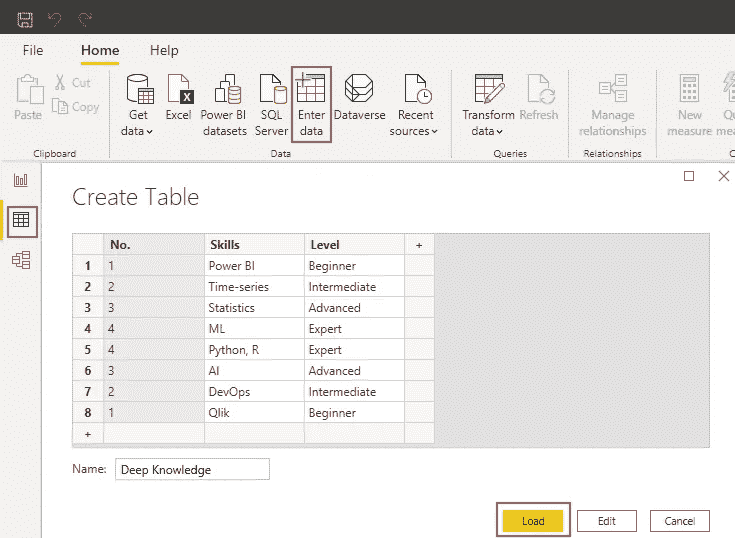 File Home Help
Paste Cut Copy Get data Excel Power BI datasets SQL Server Enter data Dataverse Recent sources Transform data Refresh Manage relationships New measure
Clipboard Data Queries Relationships
Create Table
No. Skills Level +
1 1 Power BI Beginner
2 2 Time-series Intermediate
3 3 Statistics Advanced
4 4 ML Expert
5 4 Python, R Expert
6 3 AI Advanced
7 2 DevOps Intermediate
8 1 Qlik Beginner
+
Name: Deep Knowledge
Load Edit Cancel